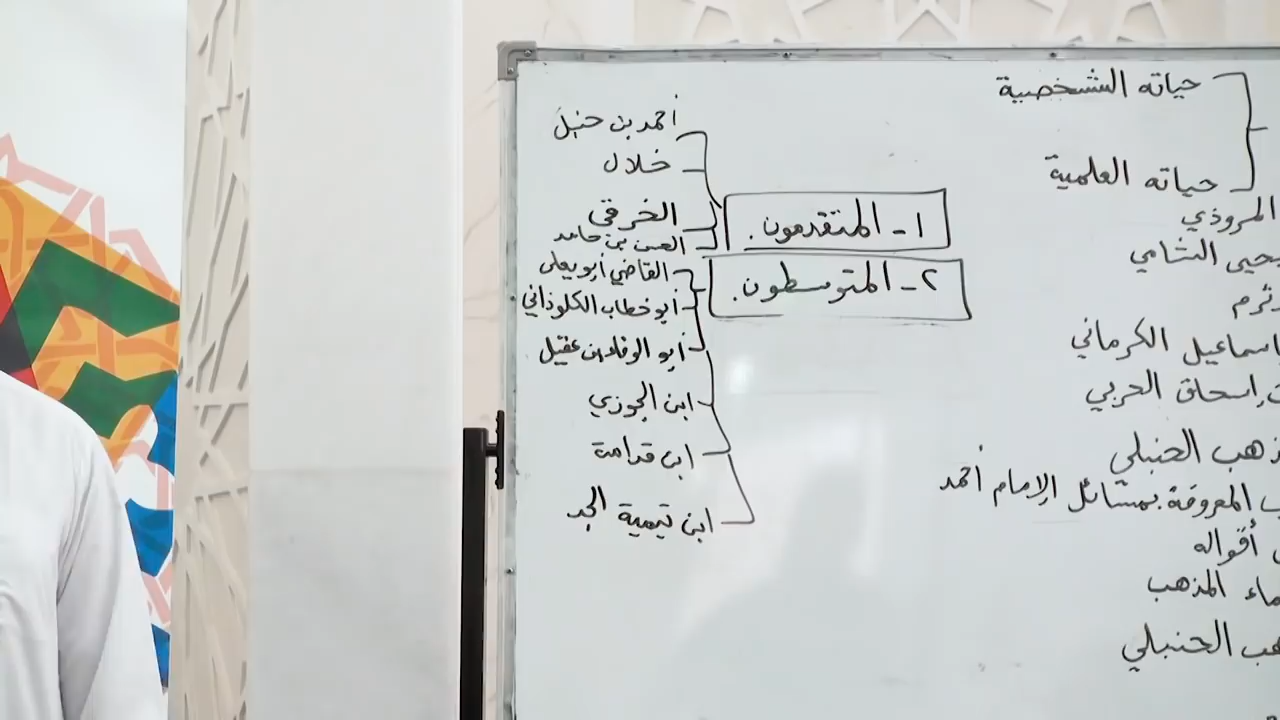 حياته الشخصية
حياته العلمية
المروذي
يحيى الشامي
اسماعيل الكرماني
إسحاق الحربي
الحنبلي
المعروفة بمسائل الإمام أحمد
أقواله
المذهب
الحنبلي
١- المتقدمون.
أحمد بن حنبل
خلال
الخرقي
الحسن بن حامد
٢- المتوسطون.
القاضي أبو يعلى
أبو خطاب الكلوذاني
أبو الوفاء بن عقيل
ابن الجوزي
ابن قدامة
ابن تيمية الجد